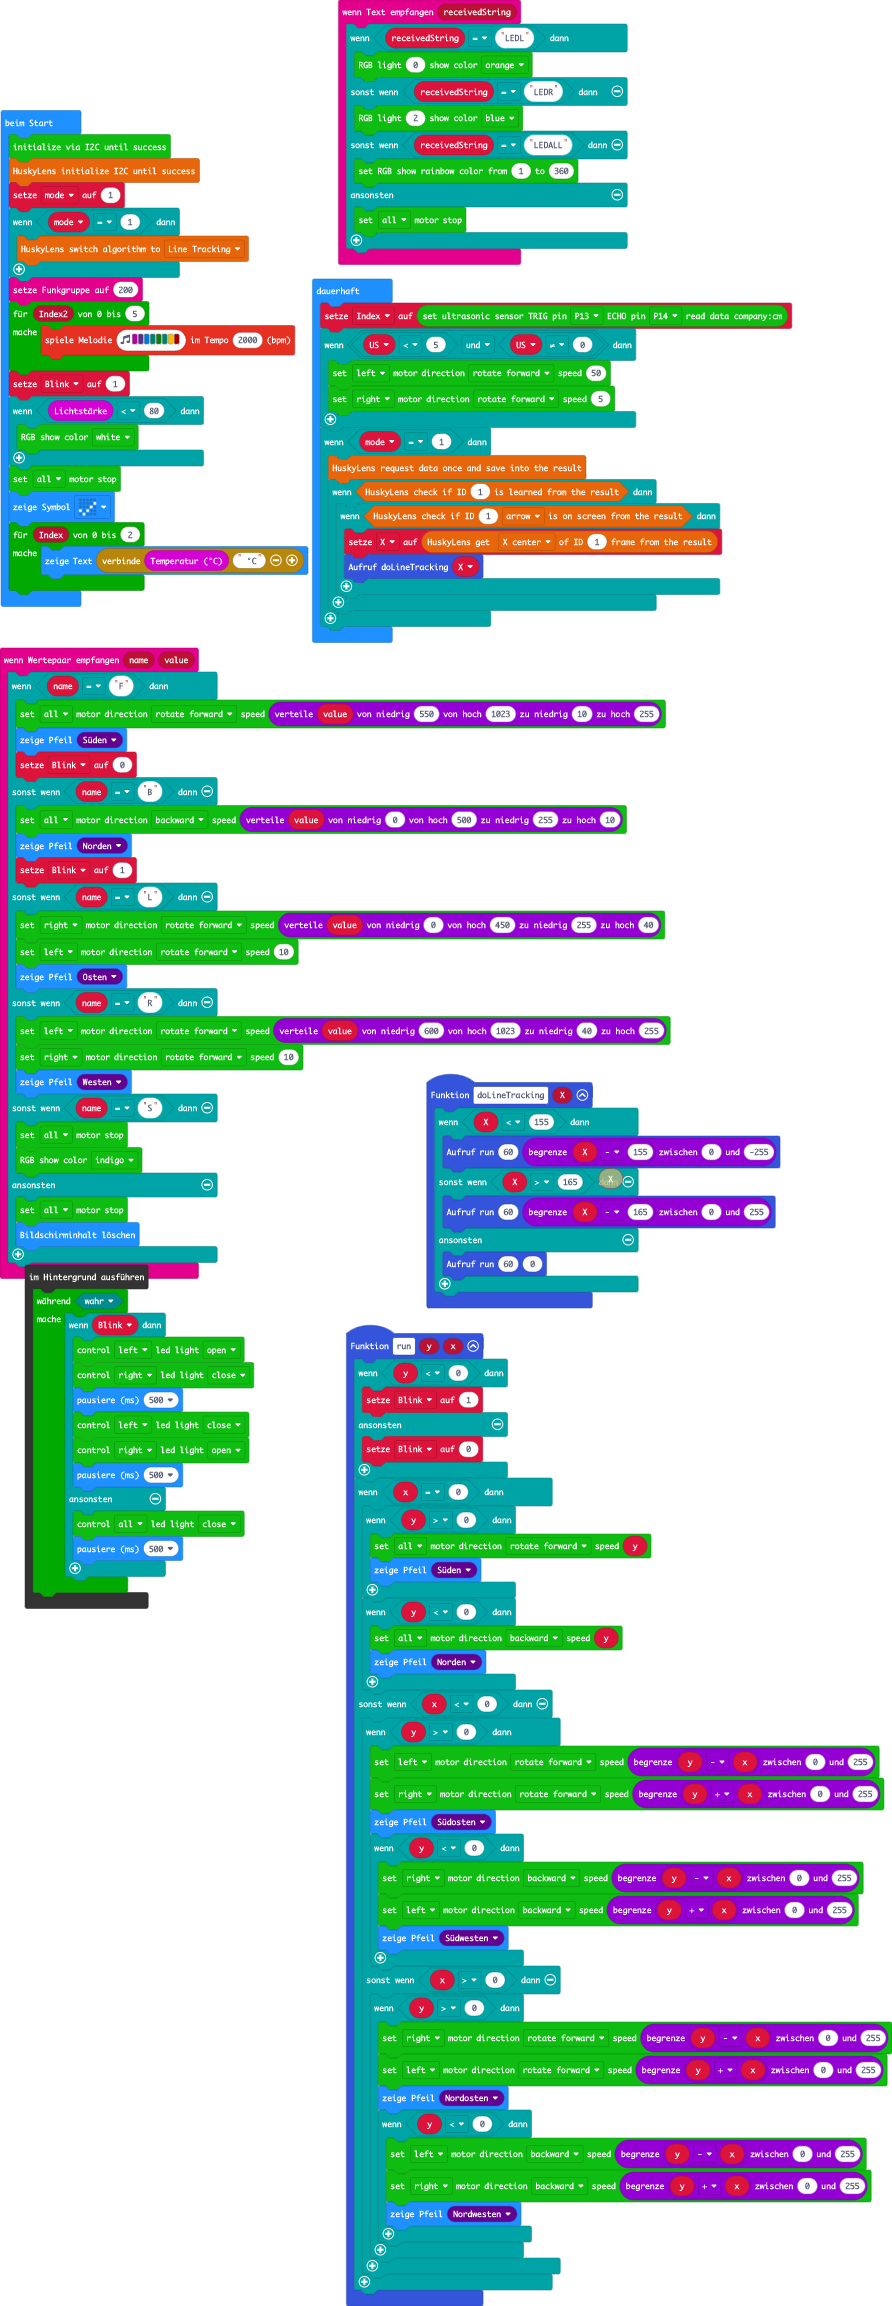 wenn Text empfangen receivedString
wenn receivedString = "LEDL" dann
RGB light 0 show color orange
sonst wenn receivedString = "LEDR" dann
RGB light 2 show color blue
sonst wenn receivedString = "LEDALL" dann
set RGB show rainbow color from 1 to 360
ansonsten
set all motor stop
beim Start
initialize via I2C until success
HuskyLens initialize I2C until success
setze mode auf 1
wenn mode = 1 dann
HuskyLens switch algorithm to Line Tracking
setze Funkgruppe auf 200
für Index2 von 0 bis 5
mache
spiele Melodie im Tempo 2000 (bpm)
setze Blink auf 1
wenn Lichtstärke < 80 dann
RGB show color white
set all motor stop
zeige Symbol
für Index von 0 bis 2
mache
zeige Text verbinde Temperatur (°C) " °C"
dauerhaft
setze Index auf set ultrasonic sensor TRIG pin P13 ECHO pin P14 read data company:cm
wenn US < 5 und US ≠ 0 dann
set left motor direction rotate forward speed 50
set right motor direction rotate forward speed 5
wenn mode = 1 dann
HuskyLens request data once and save into the result
wenn HuskyLens check if ID 1 is learned from the result dann
wenn HuskyLens check if ID 1 arrow is on screen from the result dann
setze X auf HuskyLens get X center of ID 1 frame from the result
Aufruf doLineTracking X
wenn Wertepaar empfangen name value
wenn name = "F" dann
set all motor direction rotate forward speed verteile value von niedrig 550 von hoch 1023 zu niedrig 10 zu hoch 255
zeige Pfeil Süden
setze Blink auf 0
sonst wenn name = "B" dann
set all motor direction backward speed verteile value von niedrig 0 von hoch 500 zu niedrig 255 zu hoch 10
zeige Pfeil Norden
setze Blink auf 1
sonst wenn name = "L" dann
set right motor direction rotate forward speed verteile value von niedrig 0 von hoch 450 zu niedrig 255 zu hoch 40
set left motor direction rotate forward speed 10
zeige Pfeil Osten
sonst wenn name = "R" dann
set left motor direction rotate forward speed verteile value von niedrig 600 von hoch 1023 zu niedrig 40 zu hoch 255
set right motor direction rotate forward speed 10
zeige Pfeil Westen
sonst wenn name = "S" dann
set all motor stop
RGB show color indigo
ansonsten
set all motor stop
Bildschirminhalt löschen
im Hintergrund ausführen
während wahr
mache
wenn Blink dann
control left led light open
control right led light close
pausiere (ms) 500
control left led light close
control right led light open
pausiere (ms) 500
ansonsten
control all led light close
pausiere (ms) 500
Funktion doLineTracking X
wenn X < 155 dann
Aufruf run 60 begrenze X - 155 zwischen 0 und -255
sonst wenn X > 165 X
Aufruf run 60 begrenze X - 165 zwischen 0 und 255
ansonsten
Aufruf run 60 0
Funktion run y x
wenn y < 0 dann
setze Blink auf 1
ansonsten
setze Blink auf 0
wenn x = 0 dann
wenn y > 0 dann
set all motor direction rotate forward speed y
zeige Pfeil Süden
wenn y < 0 dann
set all motor direction backward speed y
zeige Pfeil Norden
sonst wenn x < 0 dann
wenn y > 0 dann
set left motor direction rotate forward speed begrenze y - x zwischen 0 und 255
set right motor direction rotate forward speed begrenze y + x zwischen 0 und 255
zeige Pfeil Südosten
wenn y < 0 dann
set right motor direction backward speed begrenze y - x zwischen 0 und 255
set left motor direction backward speed begrenze y + x zwischen 0 und 255
zeige Pfeil Südwesten
sonst wenn x > 0 dann
wenn y > 0 dann
set right motor direction rotate forward speed begrenze y - x zwischen 0 und 255
set left motor direction rotate forward speed begrenze y + x zwischen 0 und 255
zeige Pfeil Nordosten
wenn y < 0 dann
set left motor direction backward speed begrenze y - x zwischen 0 und 255
set right motor direction backward speed begrenze y + x zwischen 0 und 255
zeige Pfeil Nordwesten